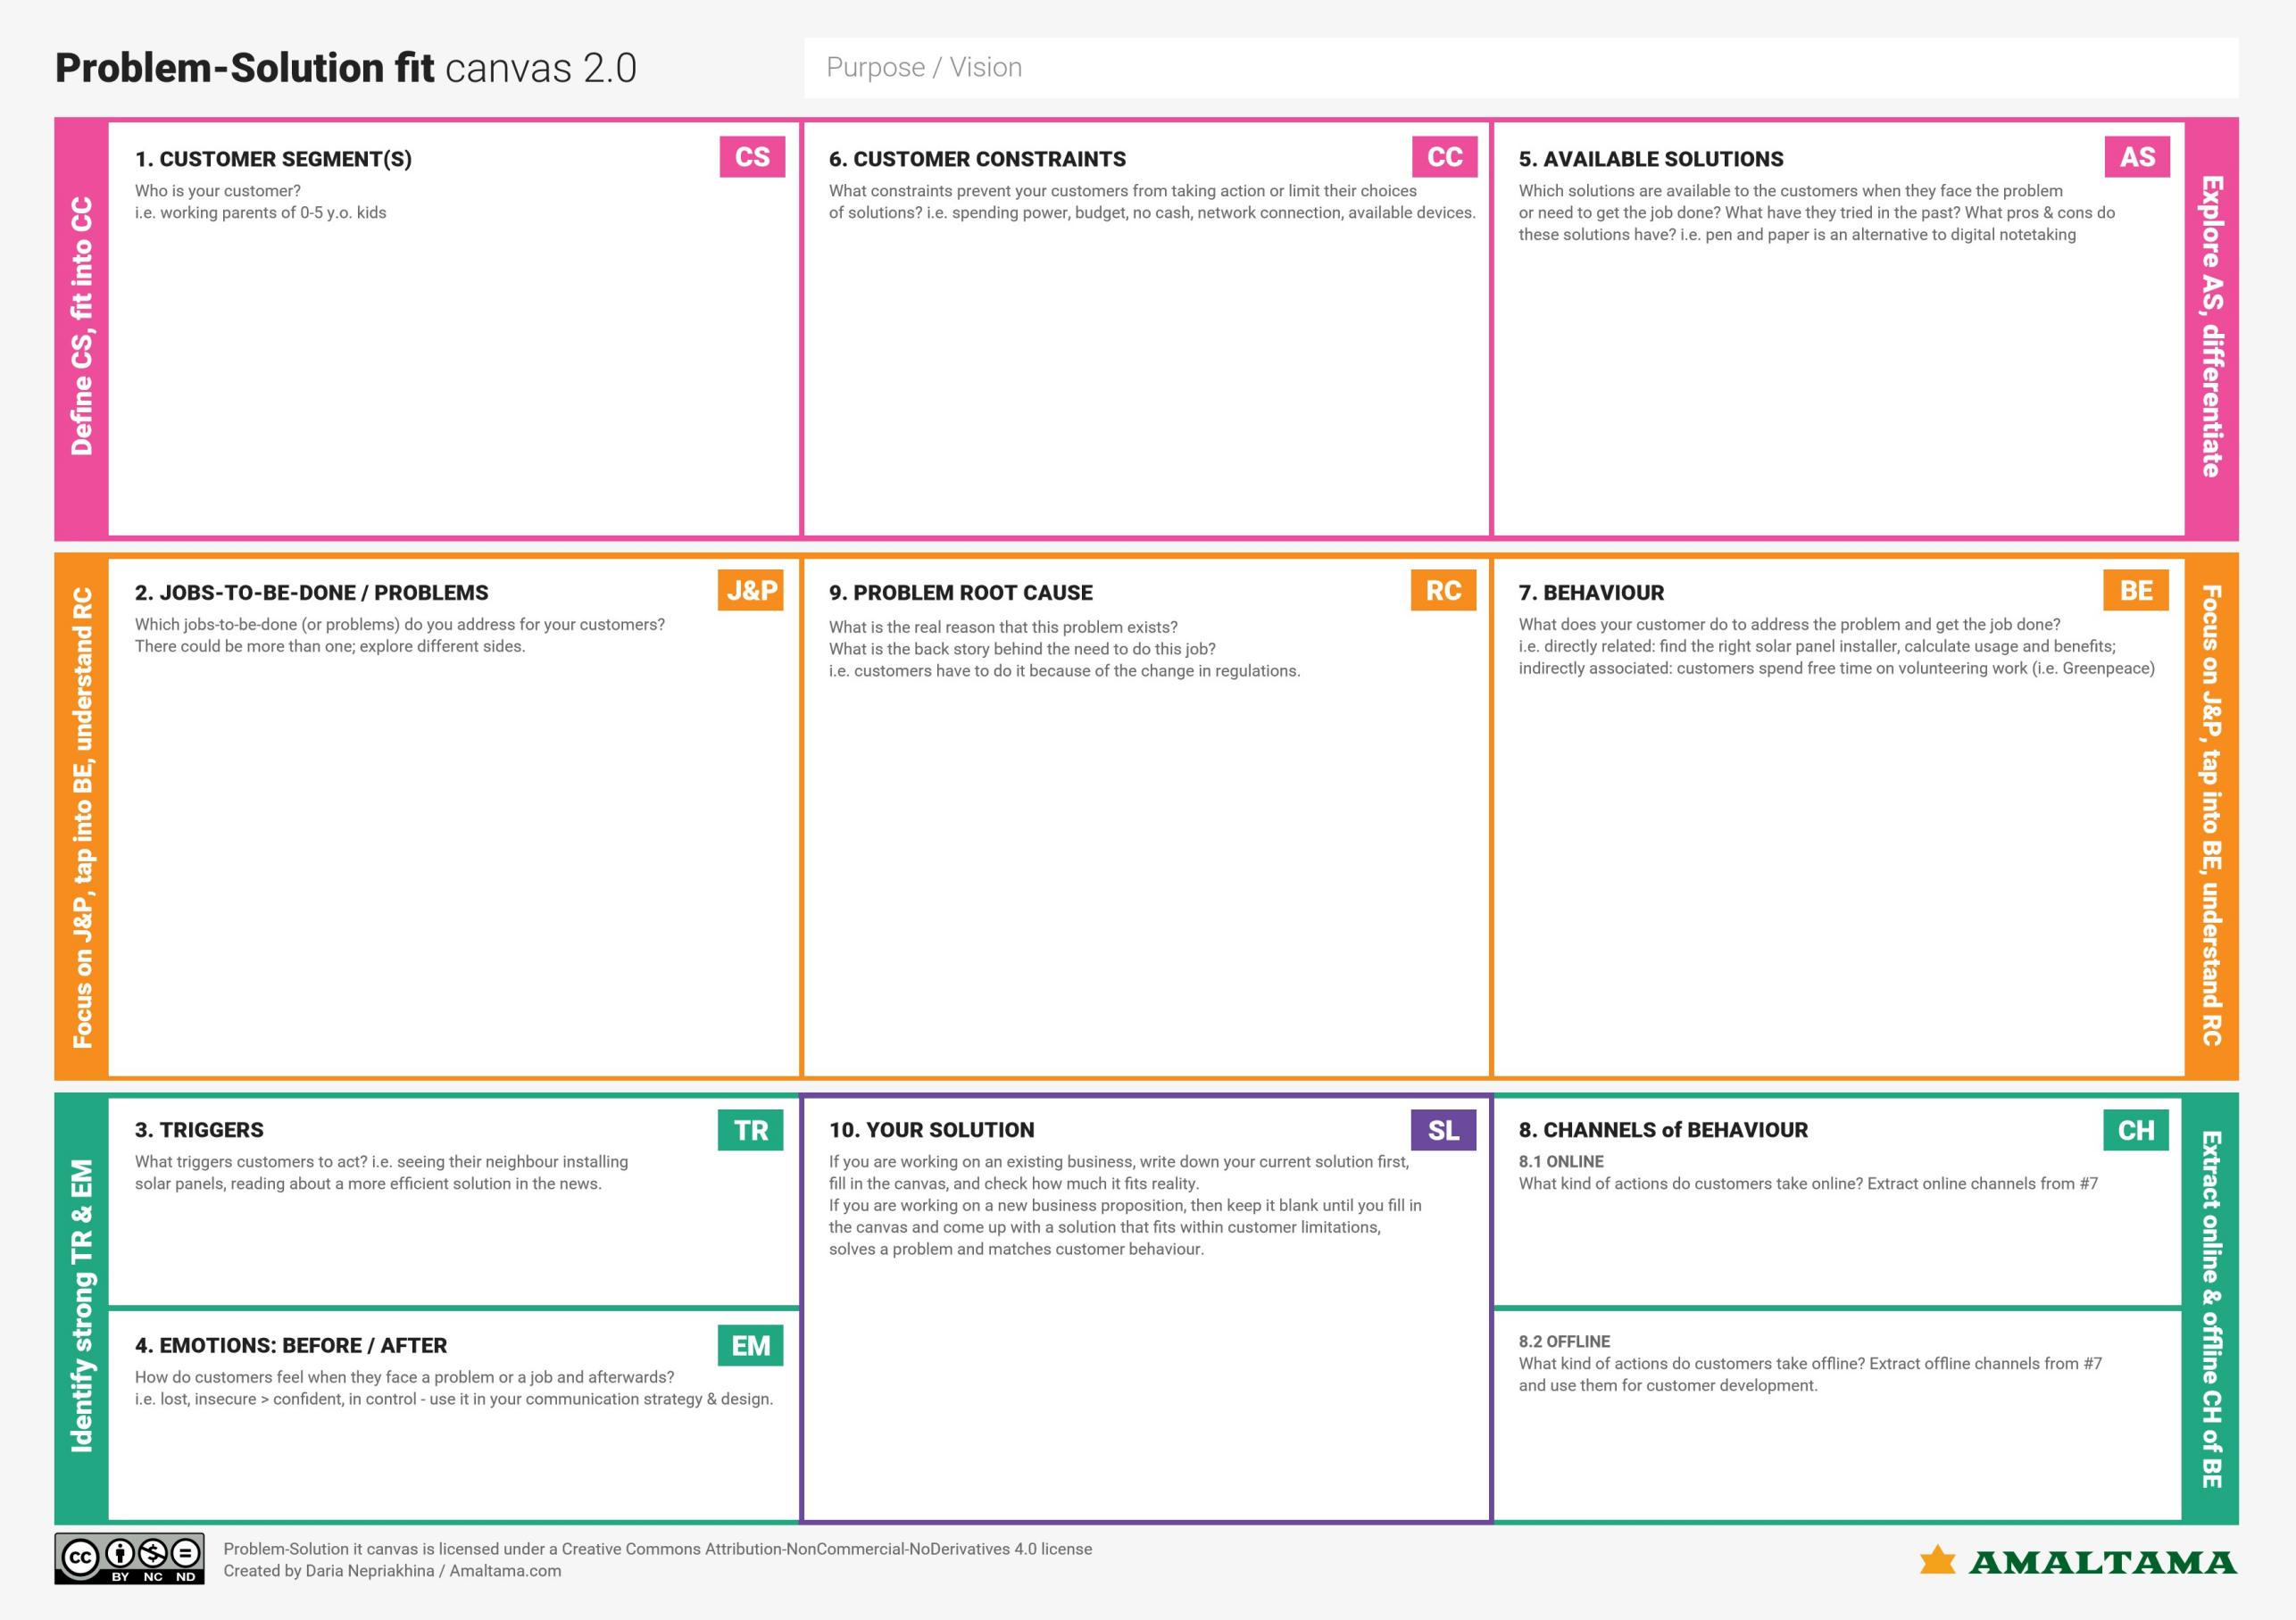 Problem-Solution fit canvas 2.0
Purpose / Vision
Define CS, fit into CC
1. CUSTOMER SEGMENT(S)
CS
Who is your customer?
i.e. working parents of 0-5 y.o. kids
6. CUSTOMER CONSTRAINTS
CC
What constraints prevent your customers from taking action or limit their choices
of solutions? i.e. spending power, budget, no cash, network connection, available devices.
5. AVAILABLE SOLUTIONS
AS
Which solutions are available to the customers when they face the problem
or need to get the job done? What have they tried in the past? What pros & cons do
these solutions have? i.e. pen and paper is an alternative to digital notetaking
Explore AS, differentiate
Focus on J&P, tap into BE, understand RC
2. JOBS-TO-BE-DONE / PROBLEMS
J&P
Which jobs-to-be-done (or problems) do you address for your customers?
There could be more than one; explore different sides.
9. PROBLEM ROOT CAUSE
RC
What is the real reason that this problem exists?
What is the back story behind the need to do this job?
i.e. customers have to do it because of the change in regulations.
7. BEHAVIOUR
BE
What does your customer do to address the problem and get the job done?
i.e. directly related: find the right solar panel installer, calculate usage and benefits;
indirectly associated: customers spend free time on volunteering work (i.e. Greenpeace)
Focus on J&P, tap into BE, understand RC
Identify strong TR & EM
3. TRIGGERS
TR
What triggers customers to act? i.e. seeing their neighbour installing
solar panels, reading about a more efficient solution in the news.
4. EMOTIONS: BEFORE / AFTER
EM
How do customers feel when they face a problem or a job and afterwards?
i.e. lost, insecure > confident, in control - use it in your communication strategy & design.
10. YOUR SOLUTION
SL
If you are working on an existing business, write down your current solution first,
fill in the canvas, and check how much it fits reality.
If you are working on a new business proposition, then keep it blank until you fill in
the canvas and come up with a solution that fits within customer limitations,
solves a problem and matches customer behaviour.
8. CHANNELS of BEHAVIOUR
CH
8.1 ONLINE
What kind of actions do customers take online? Extract online channels from #7
8.2 OFFLINE
What kind of actions do customers take offline? Extract offline channels from #7
and use them for customer development.
Extract online & offline CH of BE
cc
BY NC ND
Problem-Solution it canvas is licensed under a Creative Commons Attribution-NonCommercial-NoDerivatives 4.0 license
Created by Daria Nepriakhina / Amaltama.com
AMALTAMA